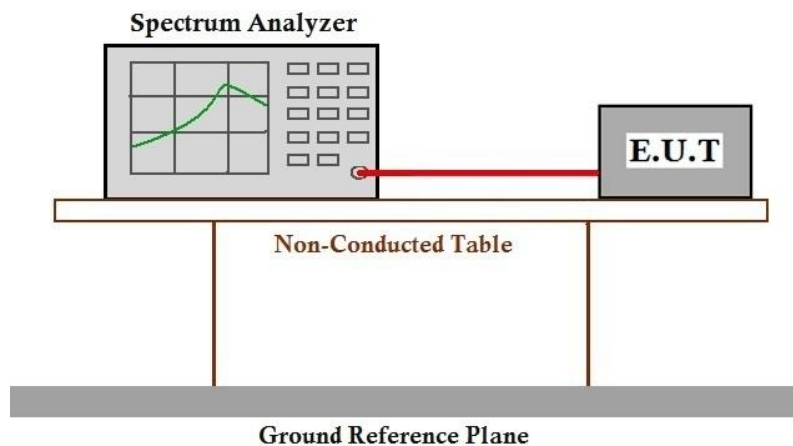 Spectrum Analyzer
E.U.T
Non-Conducted Table
Ground Reference Plane